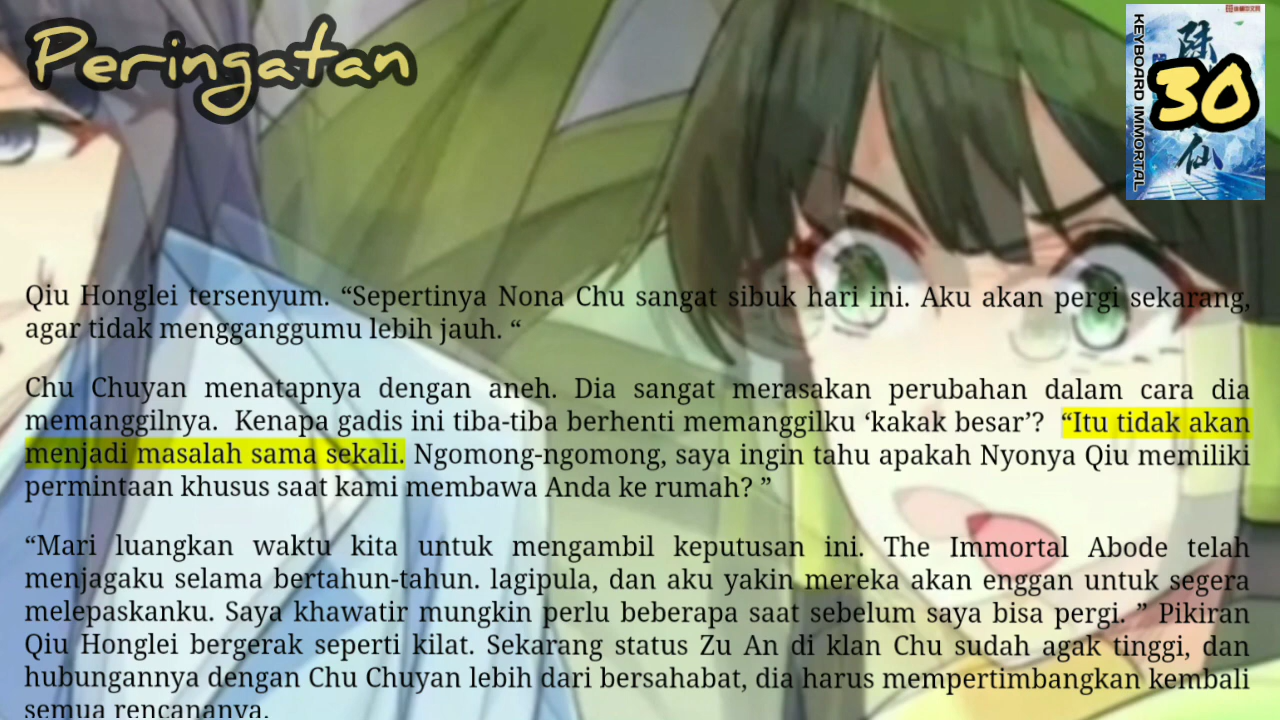 Peringatan
KEYBOARD IMMORTAL
陆
30
仙
Qiu Honglei tersenyum. “Sepertinya Nona Chu sangat sibuk hari ini. Aku akan pergi sekarang,
agar tidak mengganggumu lebih jauh. “
Chu Chuyan menatapnya dengan aneh. Dia sangat merasakan perubahan dalam cara dia
memanggilnya. Kenapa gadis ini tiba-tiba berhenti memanggilku ‘kakak besar’? “Itu tidak akan
menjadi masalah sama sekali. Ngomong-ngomong, saya ingin tahu apakah Nyonya Qiu memiliki
permintaan khusus saat kami membawa Anda ke rumah? ”
“Mari luangkan waktu kita untuk mengambil keputusan ini. The Immortal Abode telah
menjagaku selama bertahun-tahun. lagipula, dan aku yakin mereka akan enggan untuk segera
melepaskanku. Saya khawatir mungkin perlu beberapa saat sebelum saya bisa pergi. ” Pikiran
Qiu Honglei bergerak seperti kilat. Sekarang status Zu An di klan Chu sudah agak tinggi, dan
hubungannya dengan Chu Chuyan lebih dari bersahabat, dia harus mempertimbangkan kembali
semua rencananya.